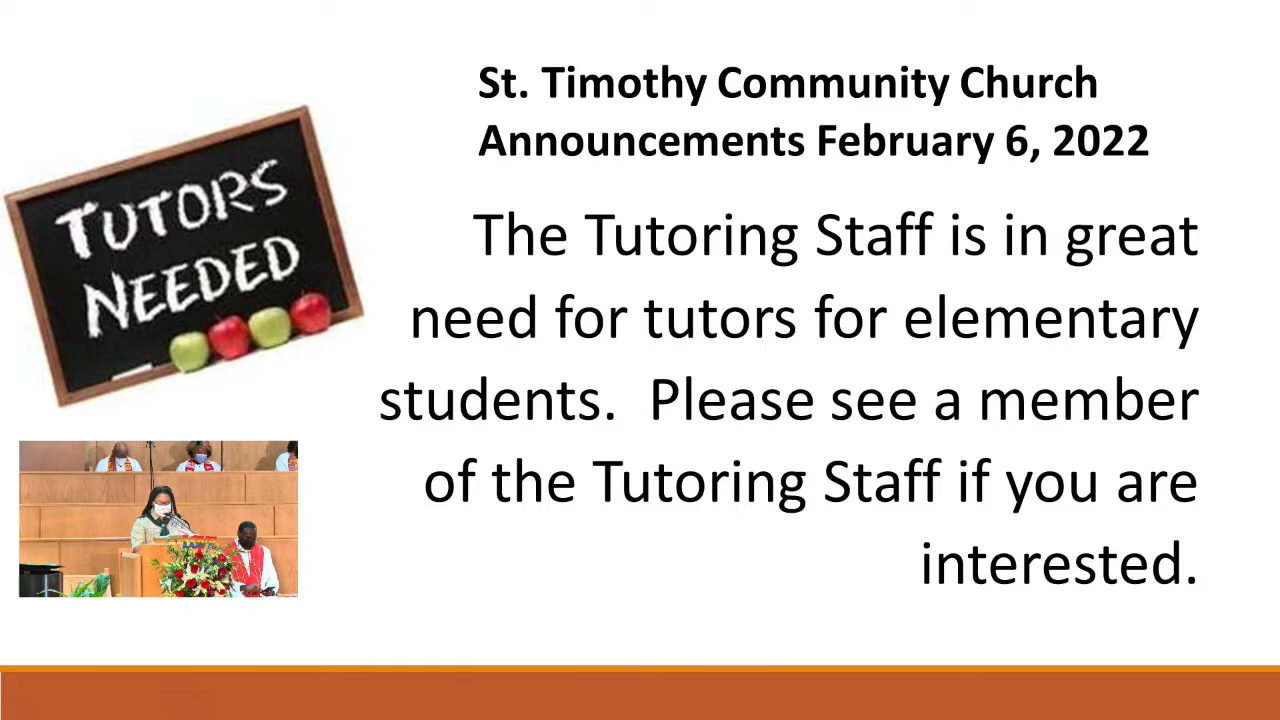 St. Timothy Community Church
Announcements February 6, 2022
TUTORS
NEEDED
The Tutoring Staff is in great
need for tutors for elementary
students.  Please see a member
of the Tutoring Staff if you are
interested.